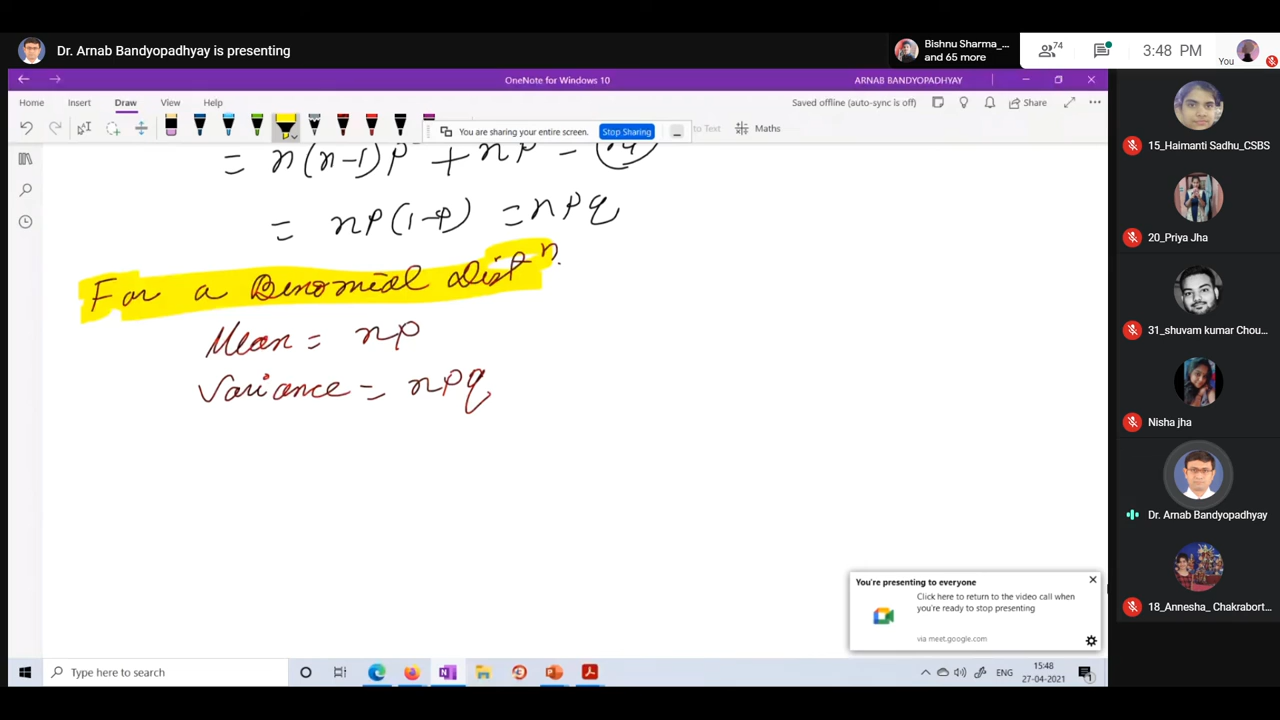 Dr. Arnab Bandyopadhyay is presenting
Bishnu Sharma_...
and 65 more
74
3:48 PM
You
OneNote for Windows 10
ARNAB BANDYOPADHYAY
Home Insert Draw View Help
Saved offline (auto-sync is off)
Share
You are sharing your entire screen.
Stop Sharing
to Text
Maths
= n(n-1)p² + np -
= np(1-p) = npq
For a Binomial Distⁿ.
Mean = np
Variance = npq
You're presenting to everyone
Click here to return to the video call when
you're ready to stop presenting
via meet.google.com
15_Haimanti Sadhu_CSBS
20_Priya Jha
31_shuvam kumar Chou...
Nisha jha
Dr. Arnab Bandyopadhyay
18_Annesha_ Chakrabort...
Type here to search
ENG
15:48
27-04-2021